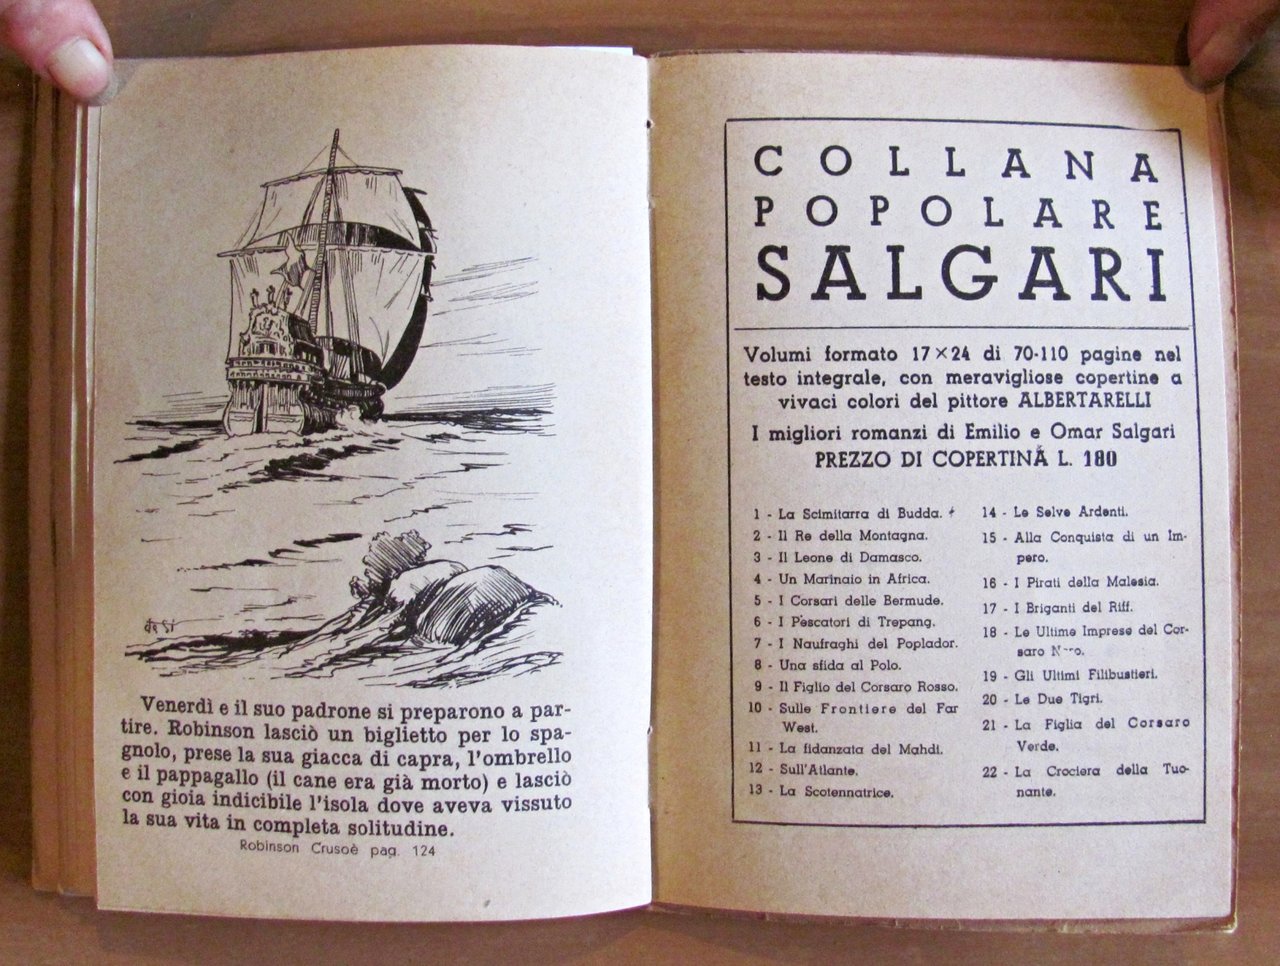 de Si
Venerdì e il suo padrone si preparono a par-
tire. Robinson lasciò un biglietto per lo spa-
gnolo, prese la sua giacca di capra, l'ombrello
e il pappagallo (il cane era già morto) e lasciò
con gioia indicibile l'isola dove aveva vissuto
la sua vita in completa solitudine.
Robinson Crusoè pag. 124
COLLANA
POPOLARE
SALGARI
Volumi formato 17×24 di 70-110 pagine nel
testo integrale, con meravigliose copertine a
vivaci colori del pittore ALBERTARELLI
I migliori romanzi di Emilio e Omar Salgari
PREZZO DI COPERTINA L. 180
1 - La Scimitarra di Budda.
2 - Il Re della Montagna.
3 - Il Leone di Damasco.
4 - Un Marinaio in Africa.
5 - I Corsari delle Bermude.
6 - I Pescatori di Trepang.
7 - I Naufraghi del Poplador.
8 - Una sfida al Polo.
9 - Il Figlio del Corsaro Rosso.
10 - Sulle Frontiere del Far
West.
11 - La fidanzata del Mahdi.
12 - Sull'Atlante.
13 - La Scotennatrice.
14 - Le Selve Ardenti.
15 - Alla Conquista di un Im-
pero.
16 - I Pirati della Malesia.
17 - I Briganti del Riff.
18 - Le Ultime Imprese del Cor-
saro Nero.
19 - Gli Ultimi Filibustieri.
20 - Le Due Tigri.
21 - La Figlia del Corsaro
Verde.
22 - La Crociera della Tuo-
nante.